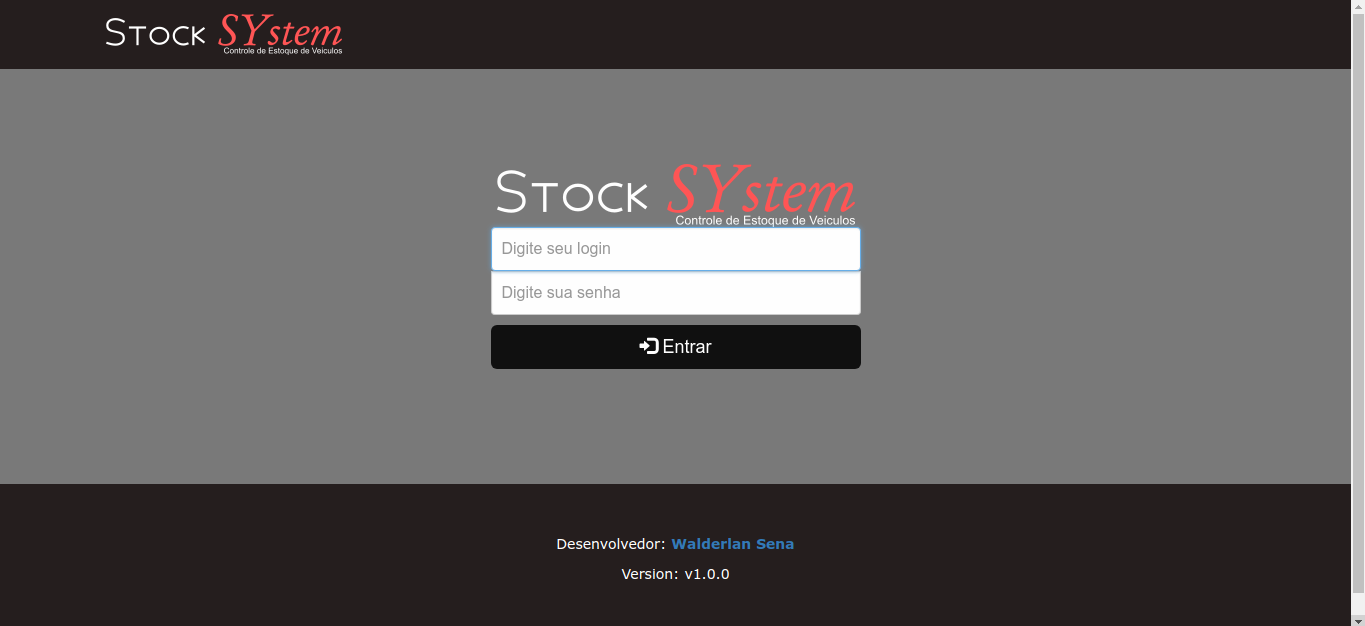 Stock SYstem
Controle de Estoque de Veiculos
Stock SYstem
Controle de Estoque de Veiculos
Digite seu login
Digite sua senha
Entrar
Desenvolvedor: Walderlan Sena
Version: v1.0.0